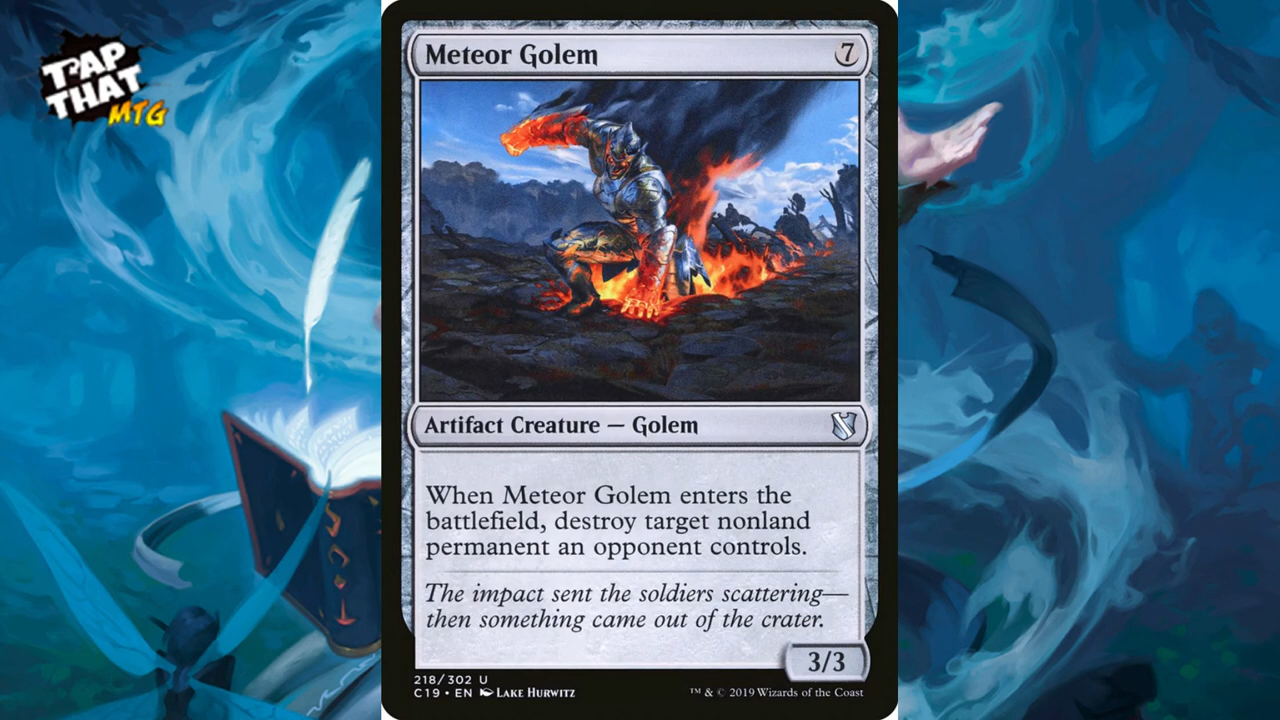 TRAP
THAT
MTG
Meteor Golem 7
Artifact Creature — Golem
When Meteor Golem enters the
battlefield, destroy target nonland
permanent an opponent controls.
The impact sent the soldiers scattering—
then something came out of the crater.
3/3
218/302 U
C19 • EN Lake Hurwitz
™ & © 2019 Wizards of the Coast